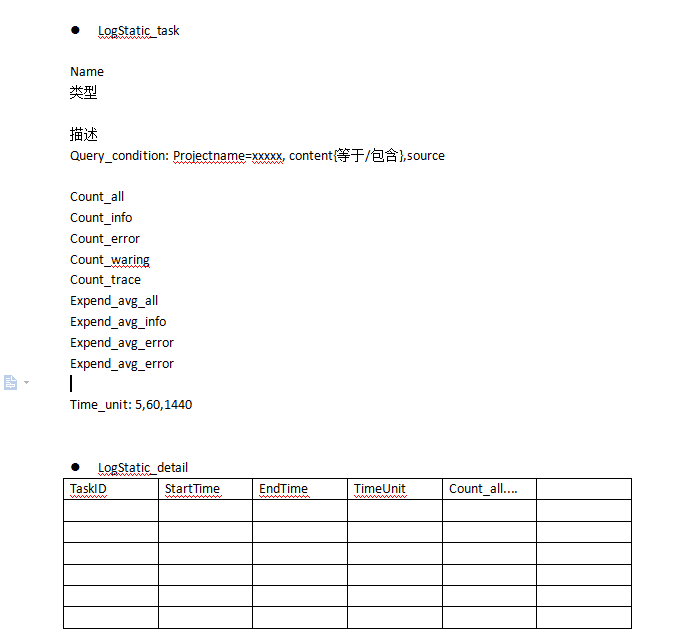 LogStatic_task
Name
类型
描述
Query_condition: Projectname=xxxxx, content{等于/包含},source
Count_all
Count_info
Count_error
Count_waring
Count_trace
Expend_avg_all
Expend_avg_info
Expend_avg_error
Expend_avg_error
Time_unit: 5,60,1440
LogStatic_detail
TaskID StartTime EndTime TimeUnit Count_all....